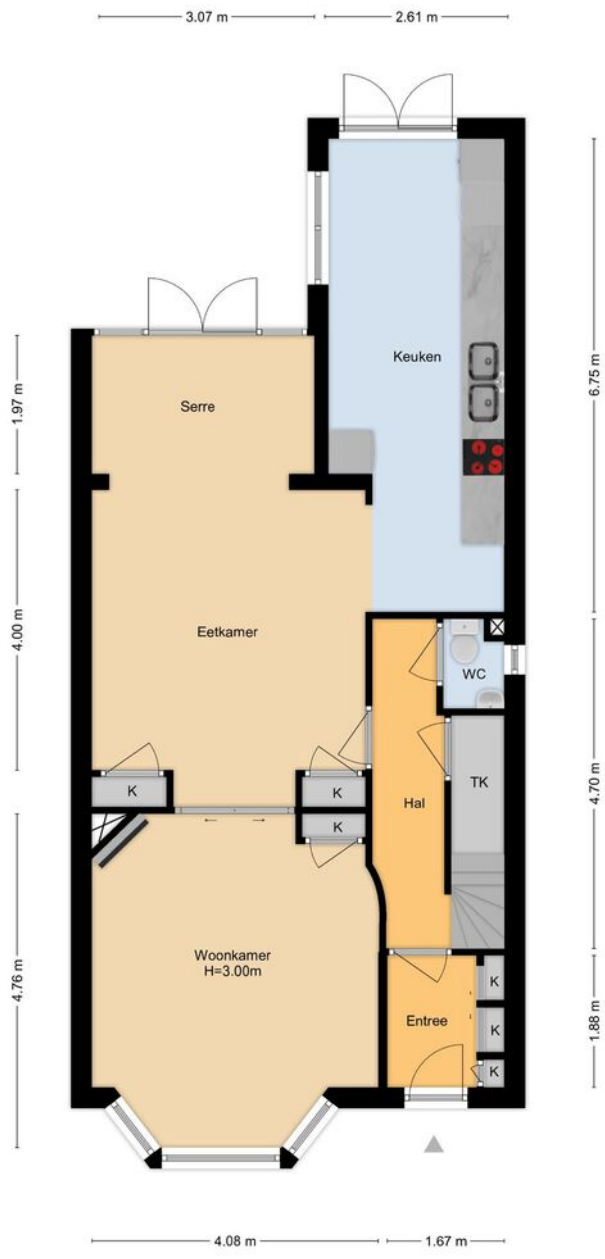 3.07 m
2.61 m
Keuken
6.75 m
1.97 m
Serre
4.00 m
Eetkamer
WC
K
K
K
Hal
TK
4.70 m
4.76 m
Woonkamer
H=3.00m
K
Entree
K
K
1.88 m
4.08 m
1.67 m